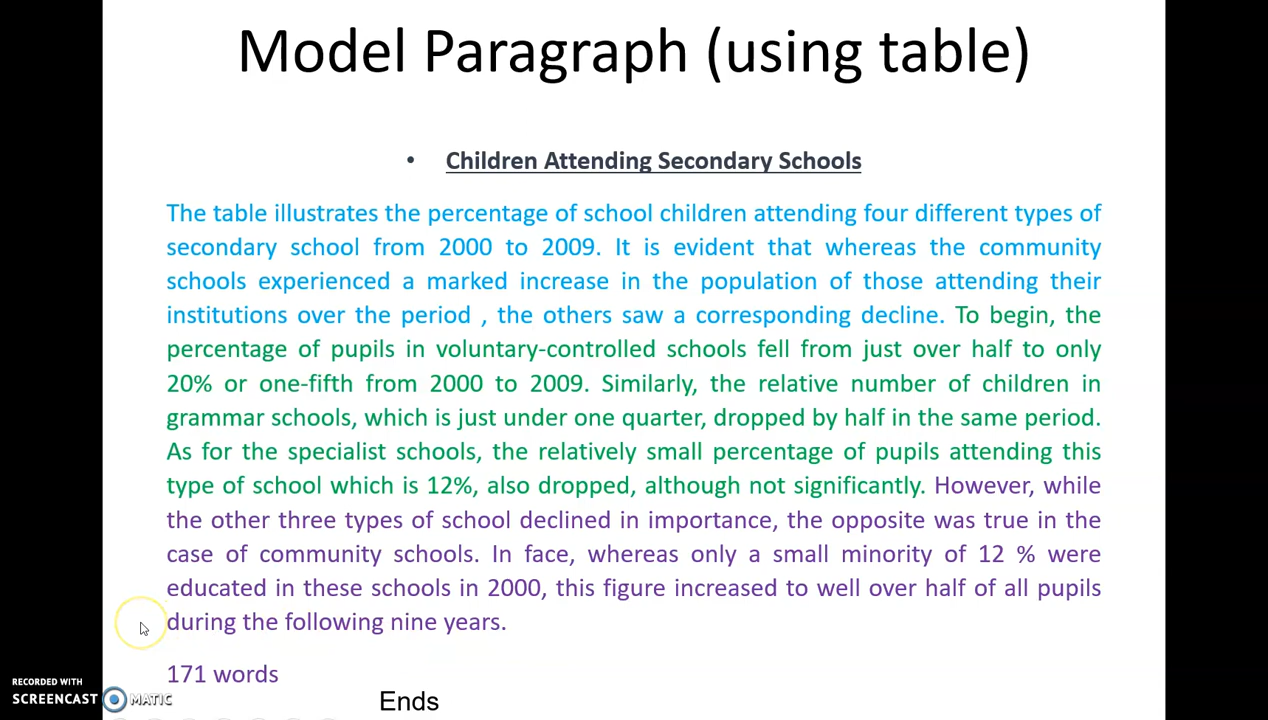 Model Paragraph (using table)
• Children Attending Secondary Schools
The table illustrates the percentage of school children attending four different types of
secondary school from 2000 to 2009. It is evident that whereas the community
schools experienced a marked increase in the population of those attending their
institutions over the period , the others saw a corresponding decline. To begin, the
percentage of pupils in voluntary-controlled schools fell from just over half to only
20% or one-fifth from 2000 to 2009. Similarly, the relative number of children in
grammar schools, which is just under one quarter, dropped by half in the same period.
As for the specialist schools, the relatively small percentage of pupils attending this
type of school which is 12%, also dropped, although not significantly. However, while
the other three types of school declined in importance, the opposite was true in the
case of community schools. In face, whereas only a small minority of 12 % were
educated in these schools in 2000, this figure increased to well over half of all pupils
during the following nine years.
171 words
Ends
RECORDED WITH
SCREENCAST MATIC